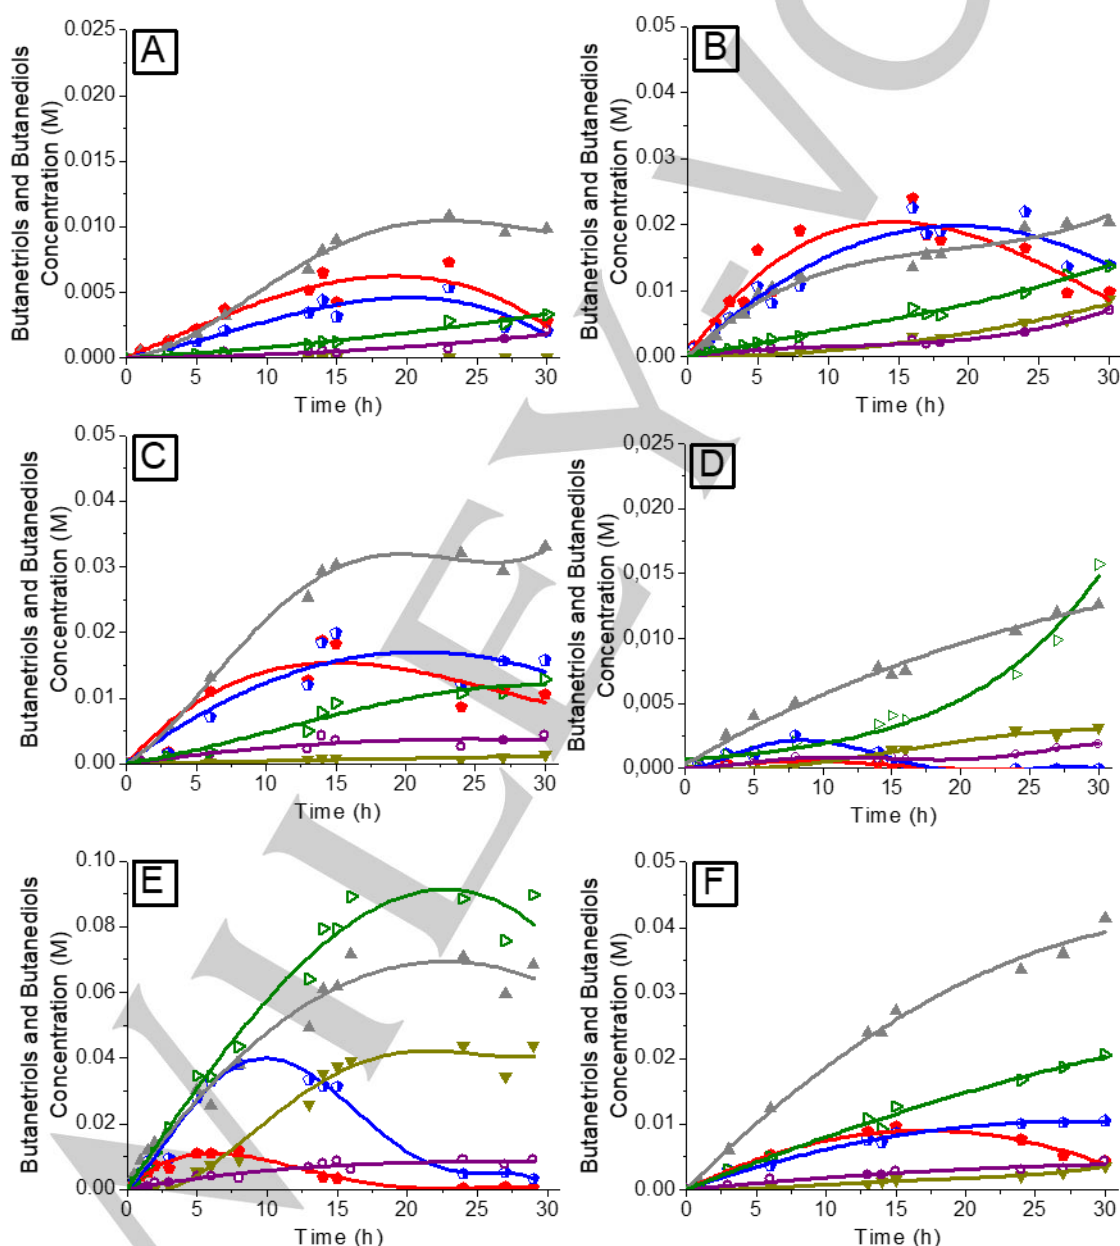 A
Butanetriols and Butanediols
Concentration (M)
0.025
0.020
0.015
0.010
0.005
0.000
0 5 10 15 20 25 30
Time (h)
B
Butanetriols and Butanediols
Concentration (M)
0,05
0.04
0.03
0.02
0.01
0.00
0 5 10 15 20 25 30
Time (h)
C
Butanetriols and Butanediols
Concentration (M)
0.05
0.04
0.03
0.02
0.01
0.00
0 5 10 15 20 25 30
Time (h)
D
Butanetriols and Butanediols
Concentration (M)
0,025
0,020
0,015
0,010
0,005
0,000
0 5 10 15 20 25 30
Time (h)
E
Butanetriols and Butanediols
Concentration (M)
0.10
0.08
0.06
0.04
0.02
0.00
0 5 10 15 20 25 30
Time (h)
F
Butanetriols and Butanediols
Concentration (M)
0.05
0.04
0.03
0.02
0.01
0.00
0 5 10 15 20 25 30
Time (h)